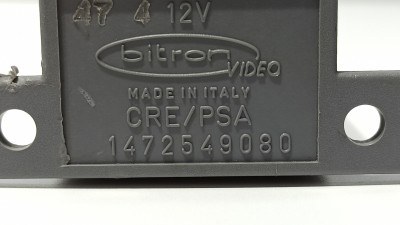 47 4 12V
bitron
VIDEO
MADE IN ITALY
CRE/PSA
1472549080